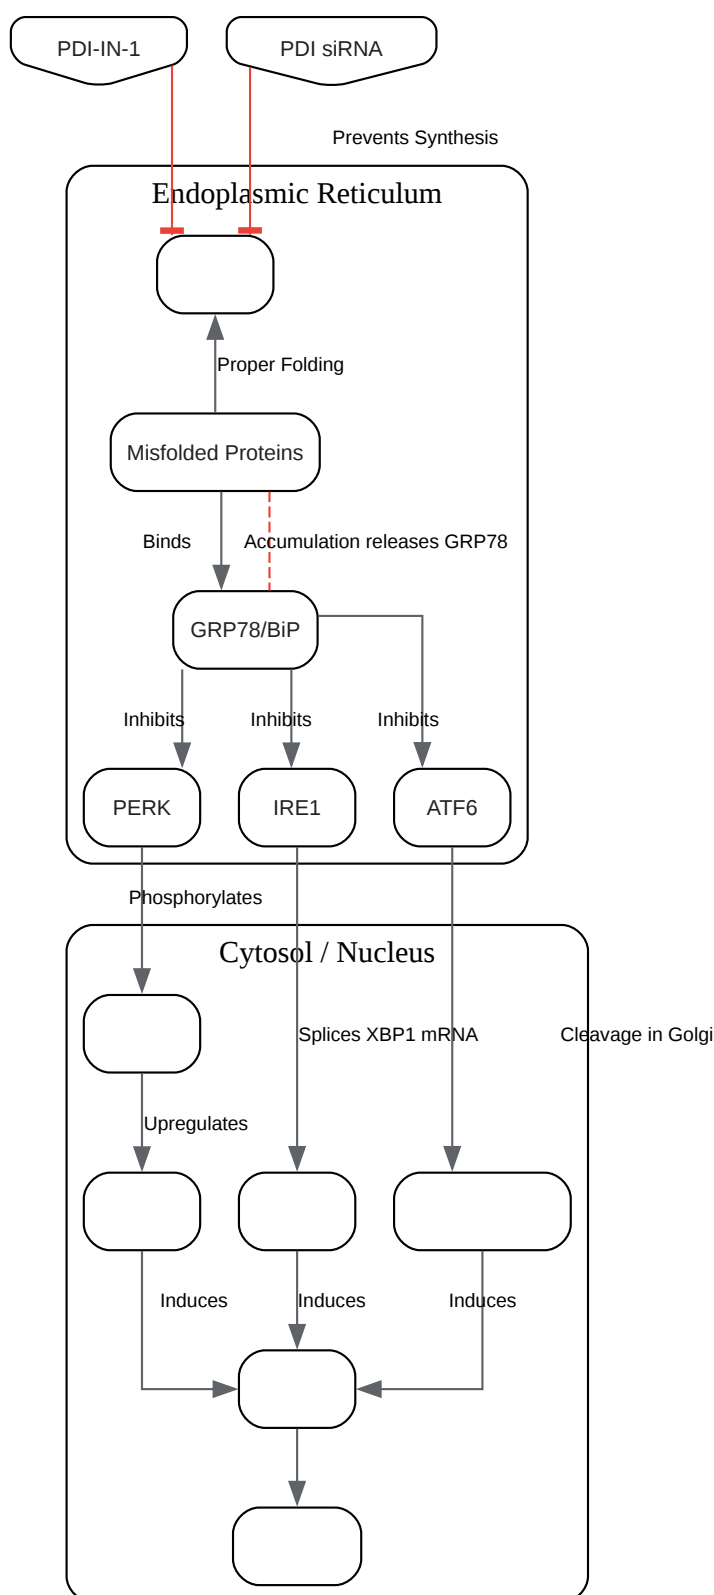 PDI-IN-1
PDI siRNA
Prevents Synthesis
Endoplasmic Reticulum
Proper Folding
Misfolded Proteins
Binds
Accumulation releases GRP78
GRP78/BiP
Inhibits
Inhibits
Inhibits
PERK
IRE1
ATF6
Phosphorylates
Cytosol / Nucleus
Splices XBP1 mRNA
Cleavage in Golgi
Upregulates
Induces
Induces
Induces